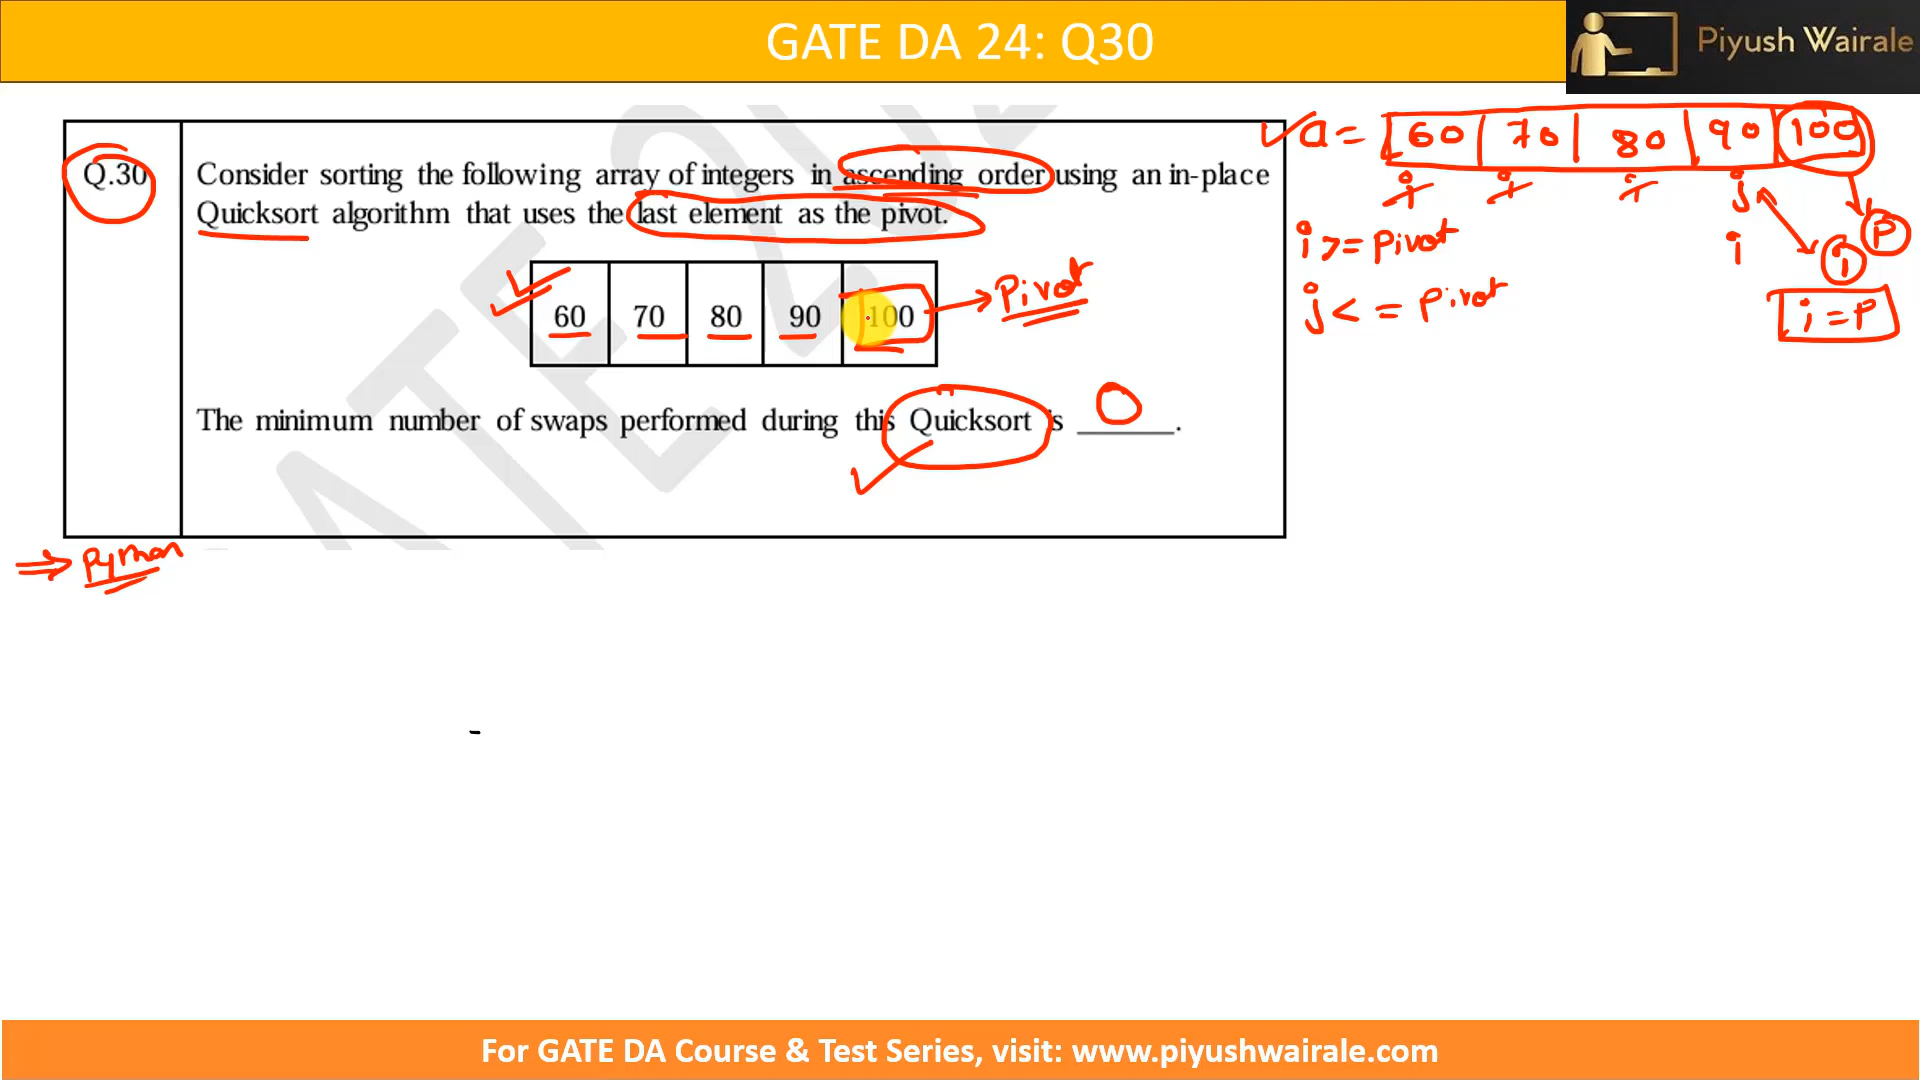 GATE DA 24: Q30
Piyush Wairale
Q.30
Consider sorting the following array of integers in ascending order using an in-place
Quicksort algorithm that uses the last element as the pivot.
60 70 80 90 100
Pivot
The minimum number of swaps performed during this Quicksort is ______.
0
a = 60 70 80 90 100
i i i j
P
i >= Pivot
i
i
j < = Pivot
i = P
⇒ Python
-
For GATE DA Course & Test Series, visit: www.piyushwairale.com